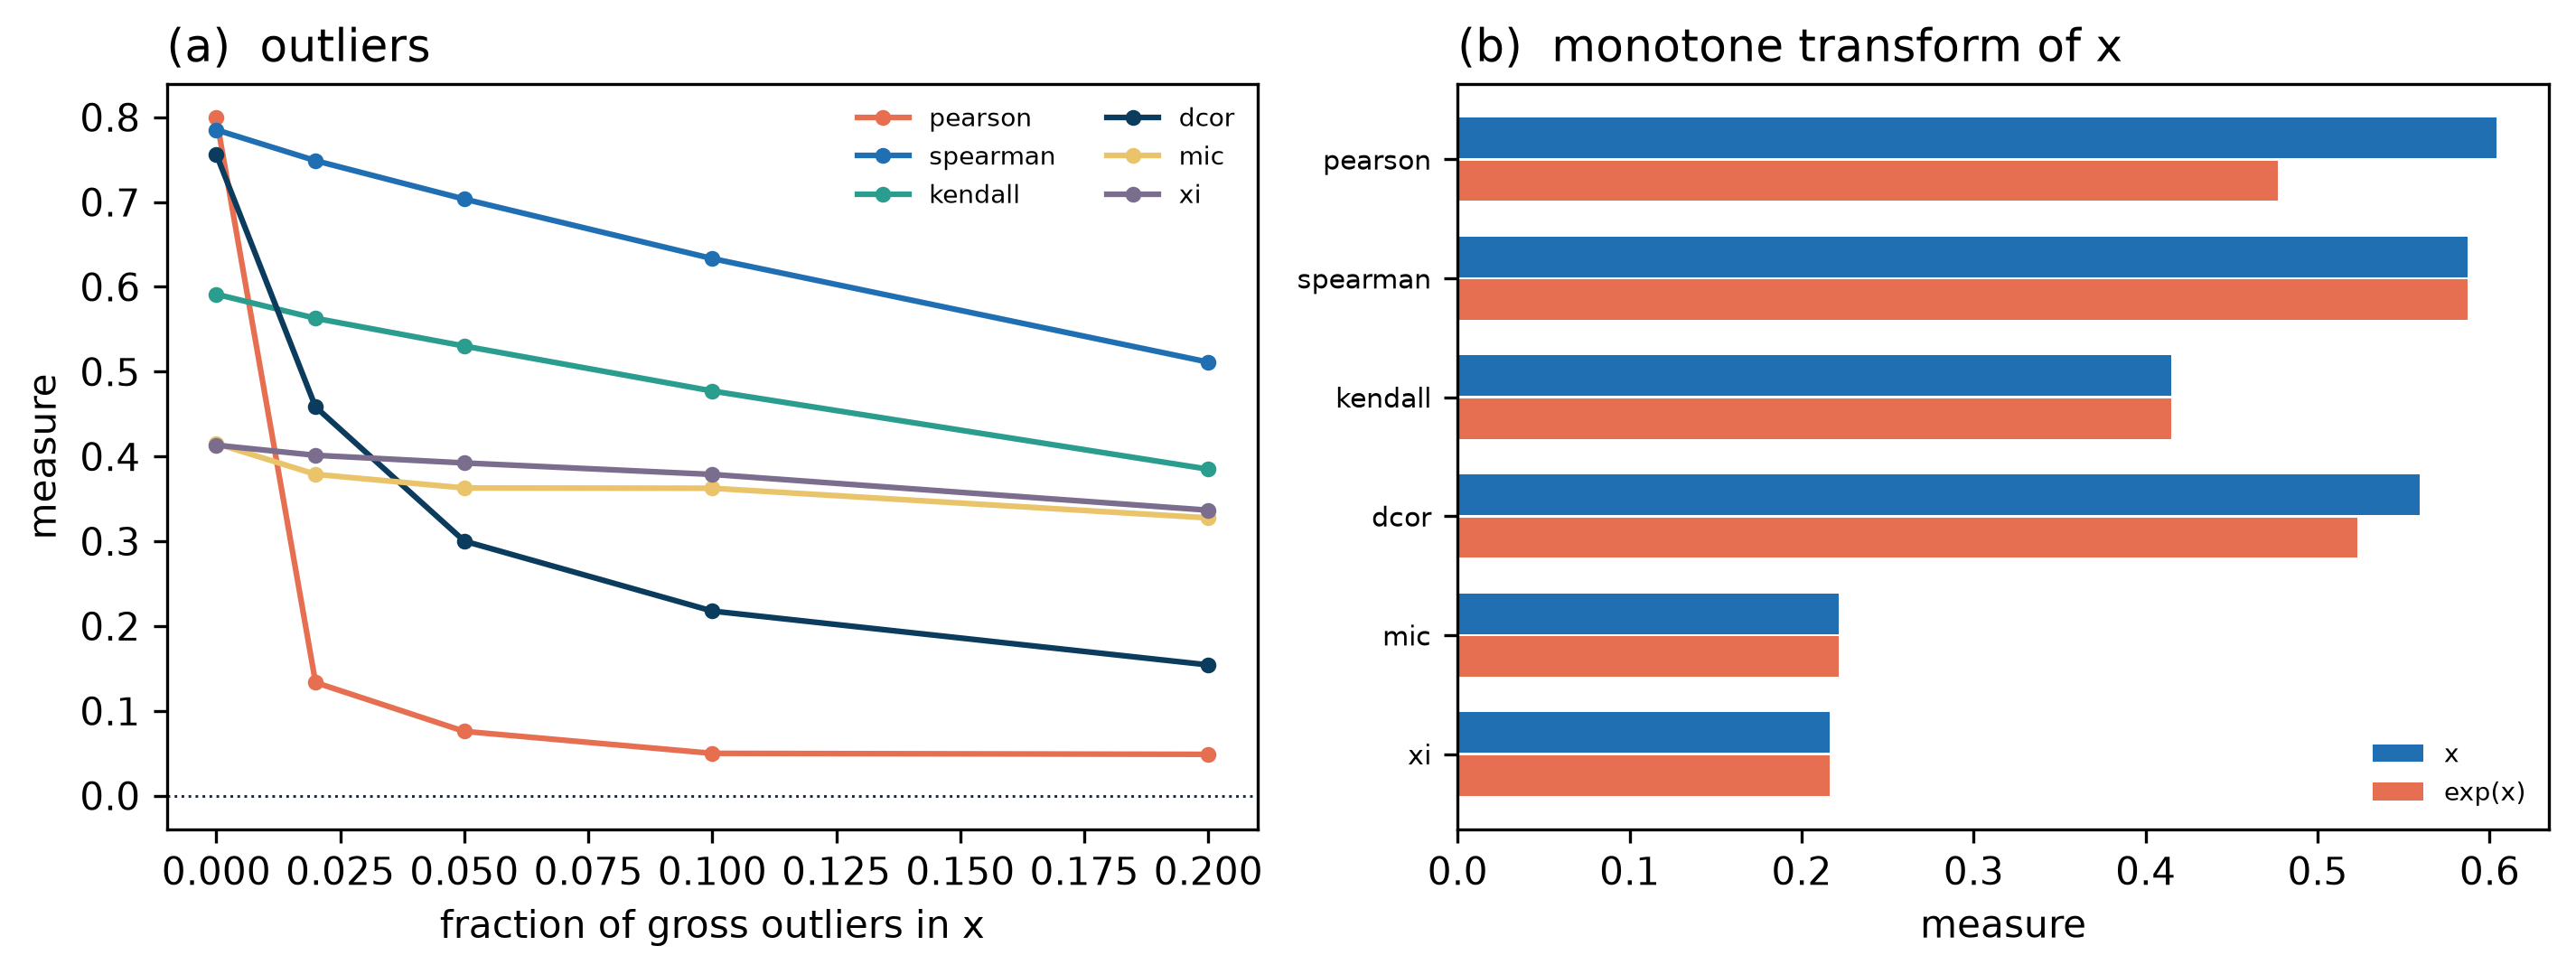 (a)  outliers
measure
0.8
0.7
0.6
0.5
0.4
0.3
0.2
0.1
0.0
pearson
spearman
kendall
dcor
mic
xi
0.000 0.025 0.050 0.075 0.100 0.125 0.150 0.175 0.200
fraction of gross outliers in x
(b)  monotone transform of x
pearson
spearman
kendall
dcor
mic
xi
x
exp(x)
0.0 0.1 0.2 0.3 0.4 0.5 0.6
measure